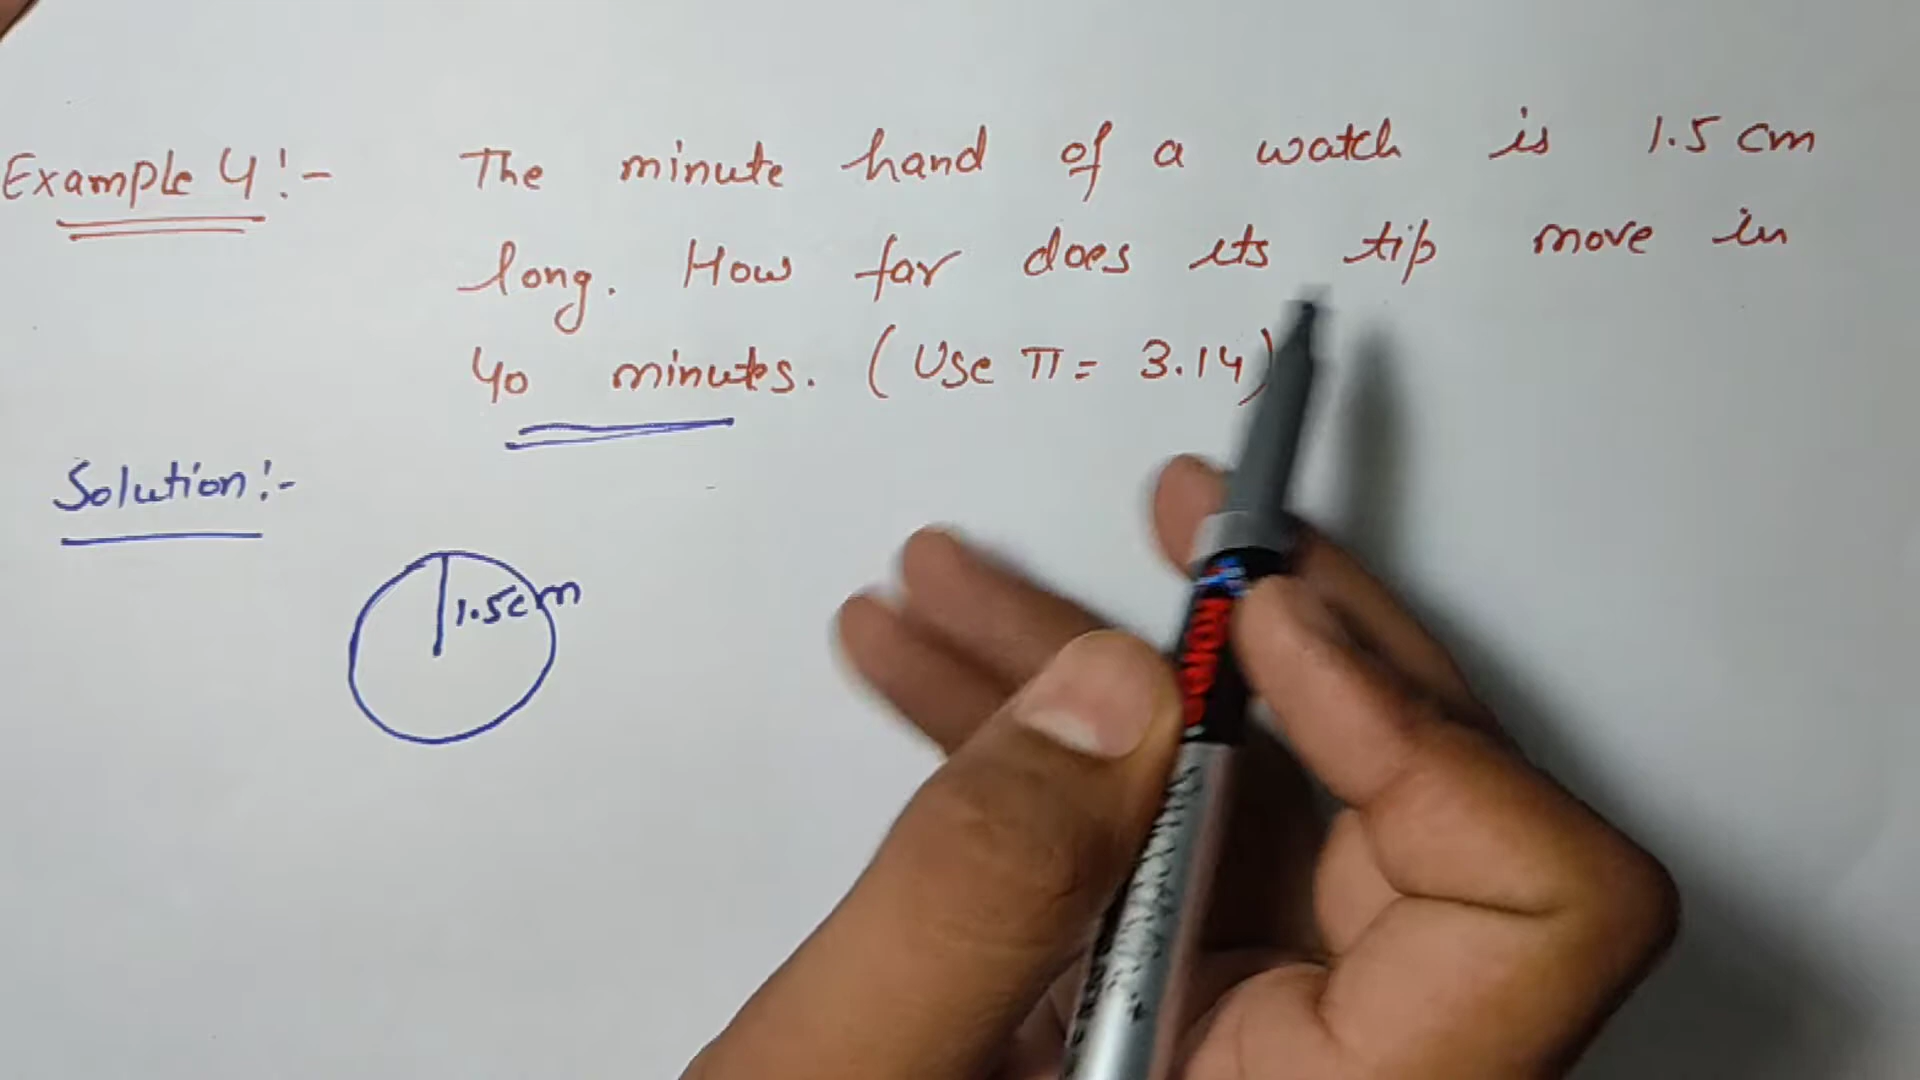 Example 4:- The minute hand of a watch is 1.5 cm
long. How far does its tip move in
40 minutes. (Use π = 3.14)
Solution:-
1.5cm